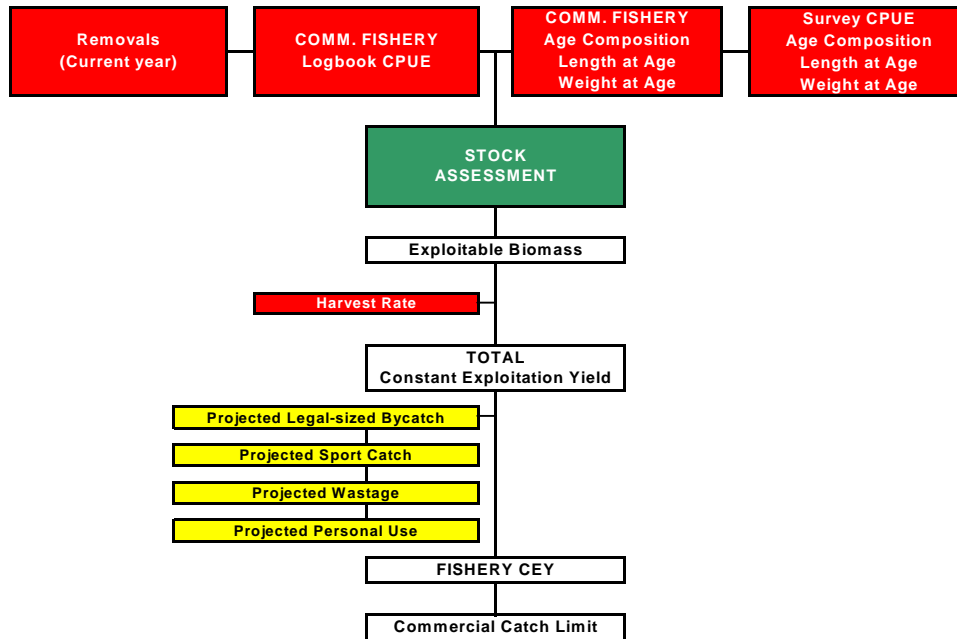 Removals
(Current year)
COMM. FISHERY
Logbook CPUE
COMM. FISHERY
Age Composition
Length at Age
Weight at Age
Survey CPUE
Age Composition
Length at Age
Weight at Age
STOCK
ASSESSMENT
Exploitable Biomass
Harvest Rate
TOTAL
Constant Exploitation Yield
Projected Legal-sized Bycatch
Projected Sport Catch
Projected Wastage
Projected Personal Use
FISHERY CEY
Commercial Catch Limit